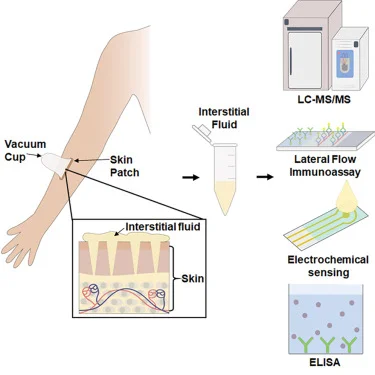 Vacuum
Cup
Skin
Patch
Interstitial fluid
Skin
Interstitial
Fluid
LC-MS/MS
Lateral Flow
Immunoassay
Electrochemical
sensing
ELISA